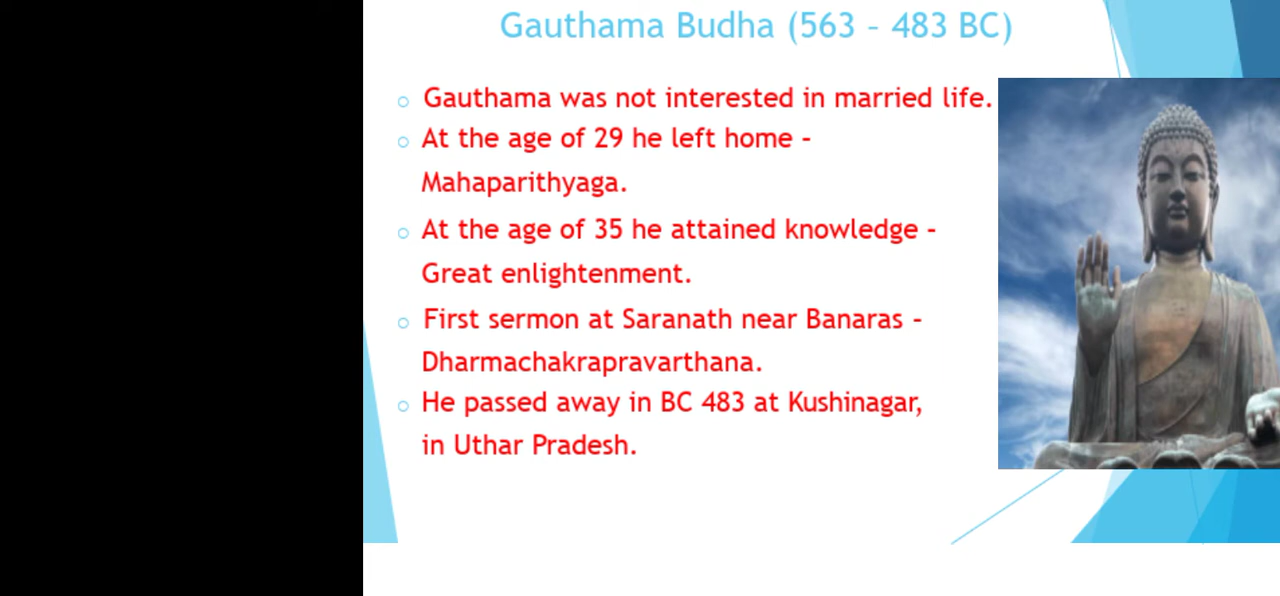 Gauthama Budha (563 – 483 BC)
Gauthama was not interested in married life.
At the age of 29 he left home –
Mahaparithyaga.
At the age of 35 he attained knowledge –
Great enlightenment.
First sermon at Saranath near Banaras –
Dharmachakrapravarthana.
He passed away in BC 483 at Kushinagar,
in Uthar Pradesh.